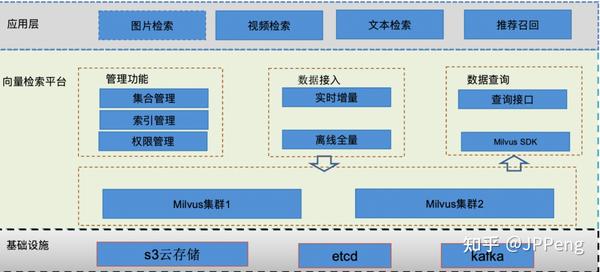 应用层
图片检索
视频检索
文本检索
推荐召回
向量检索平台
管理功能
集合管理
索引管理
权限管理
数据接入
实时增量
离线全量
数据查询
查询接口
Milvus SDK
Milvus集群1
Milvus集群2
基础设施
s3云存储
etcd
kafka
知乎 @JPPeng